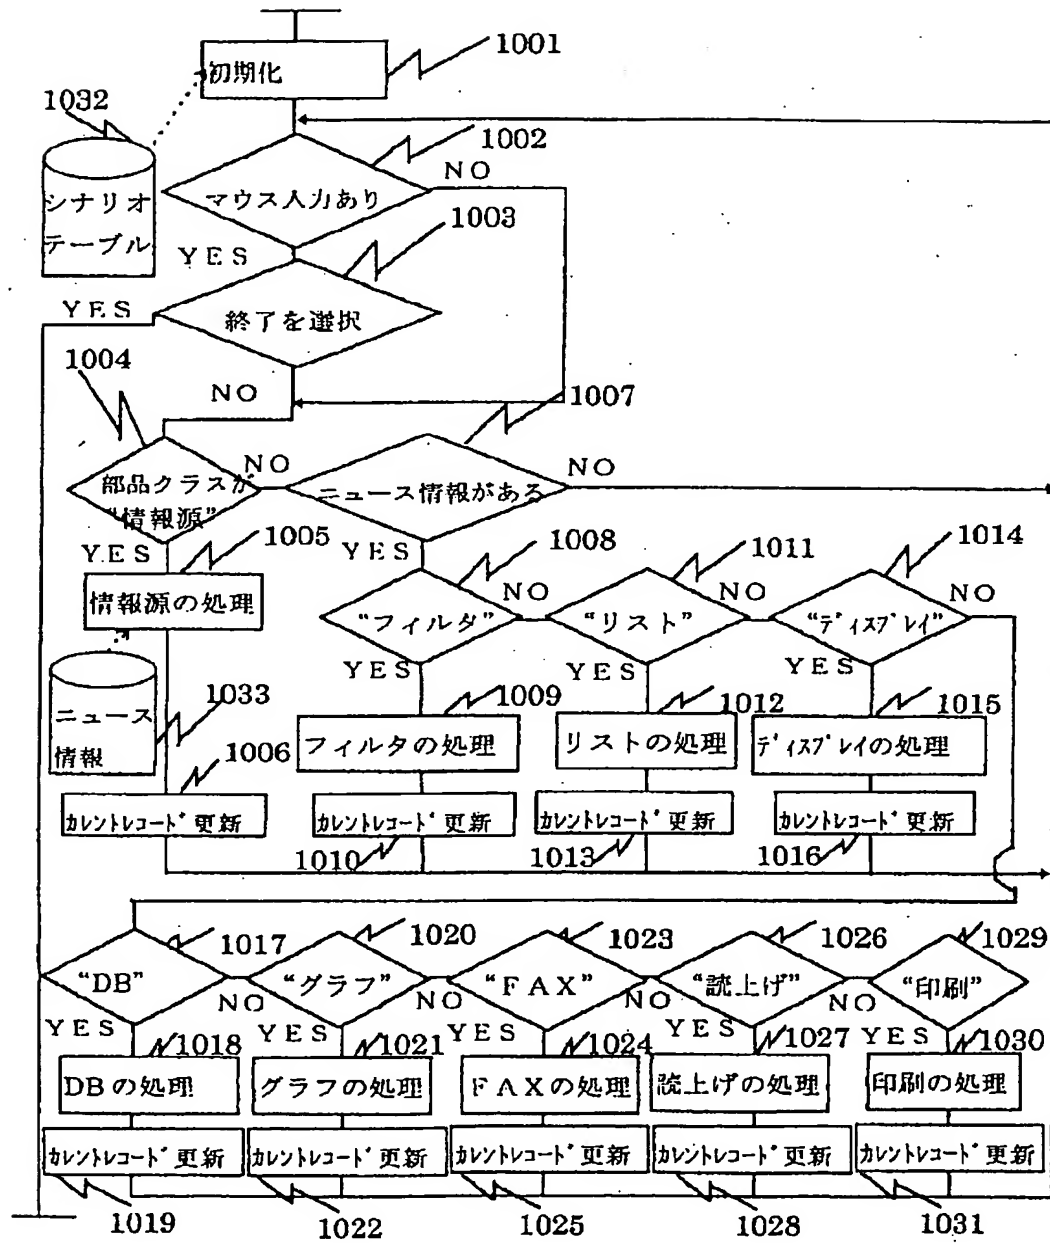 1001
初期化
1032
1002
NO
マウス入力あり
シナリオ
テーブル
1003
YES
YES
終了を選択
1004
NO
1007
NO
NO
部品クラスが
“情報源”
ニュース情報がある
YES
1005
YES
1008
1011
1014
情報源の処理
NO
NO
NO
“フィルタ”
“リスト”
“ディスプレイ”
YES
YES
YES
ニュース
情報
1033
1009
1012
1015
フィルタの処理
リストの処理
ディスプレイの処理
1006
カレントレコード更新
カレントレコード更新
カレントレコード更新
カレントレコード更新
1010
1013
1016
1017
1020
1023
1026
1029
“DB”
“グラフ”
“FAX”
“読上げ”
“印刷”
NO
NO
NO
NO
YES
YES
YES
YES
YES
1018
1021
1024
1027
1030
DBの処理
グラフの処理
FAXの処理
読上げの処理
印刷の処理
カレントレコード更新
カレントレコード更新
カレントレコード更新
カレントレコード更新
カレントレコード更新
1019
1022
1025
1028
1031